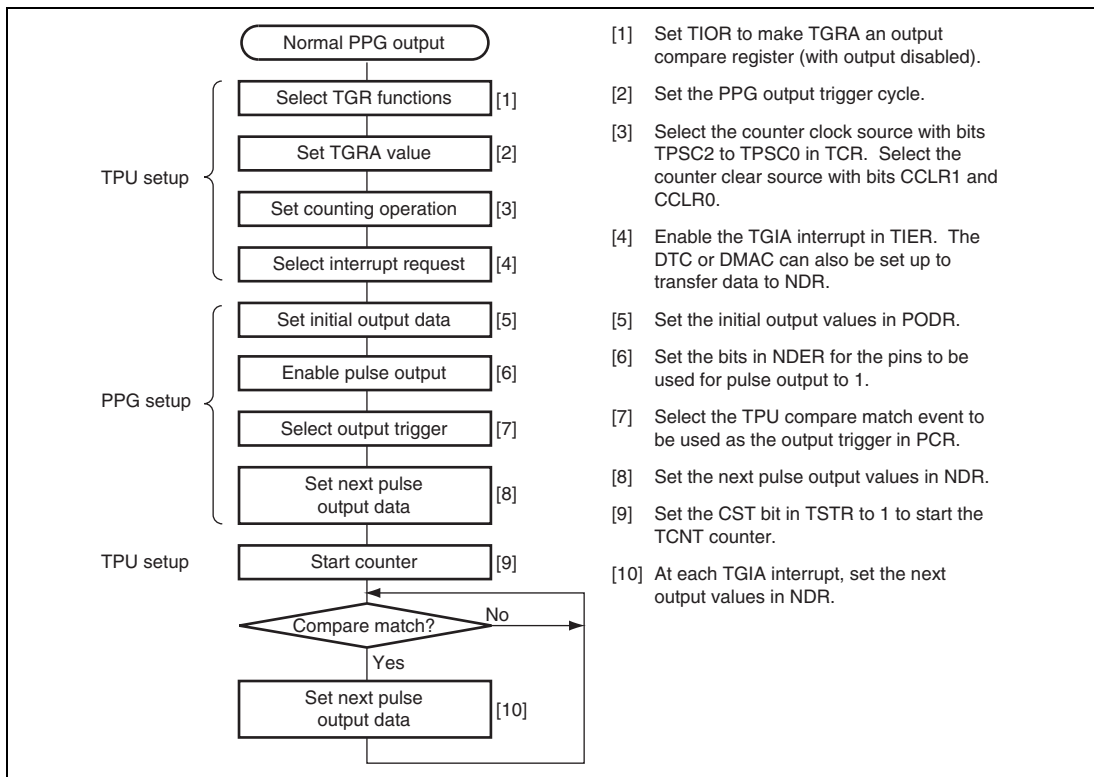 Normal PPG output
Select TGR functions [1]
Set TGRA value [2]
TPU setup
Set counting operation [3]
Select interrupt request [4]
Set initial output data [5]
Enable pulse output [6]
PPG setup
Select output trigger [7]
Set next pulse
output data [8]
TPU setup
Start counter [9]
Compare match?
No
Yes
Set next pulse
output data [10]
[1] Set TIOR to make TGRA an output
compare register (with output disabled).
[2] Set the PPG output trigger cycle.
[3] Select the counter clock source with bits
TPSC2 to TPSC0 in TCR. Select the
counter clear source with bits CCLR1 and
CCLR0.
[4] Enable the TGIA interrupt in TIER. The
DTC or DMAC can also be set up to
transfer data to NDR.
[5] Set the initial output values in PODR.
[6] Set the bits in NDER for the pins to be
used for pulse output to 1.
[7] Select the TPU compare match event to
be used as the output trigger in PCR.
[8] Set the next pulse output values in NDR.
[9] Set the CST bit in TSTR to 1 to start the
TCNT counter.
[10] At each TGIA interrupt, set the next
output values in NDR.